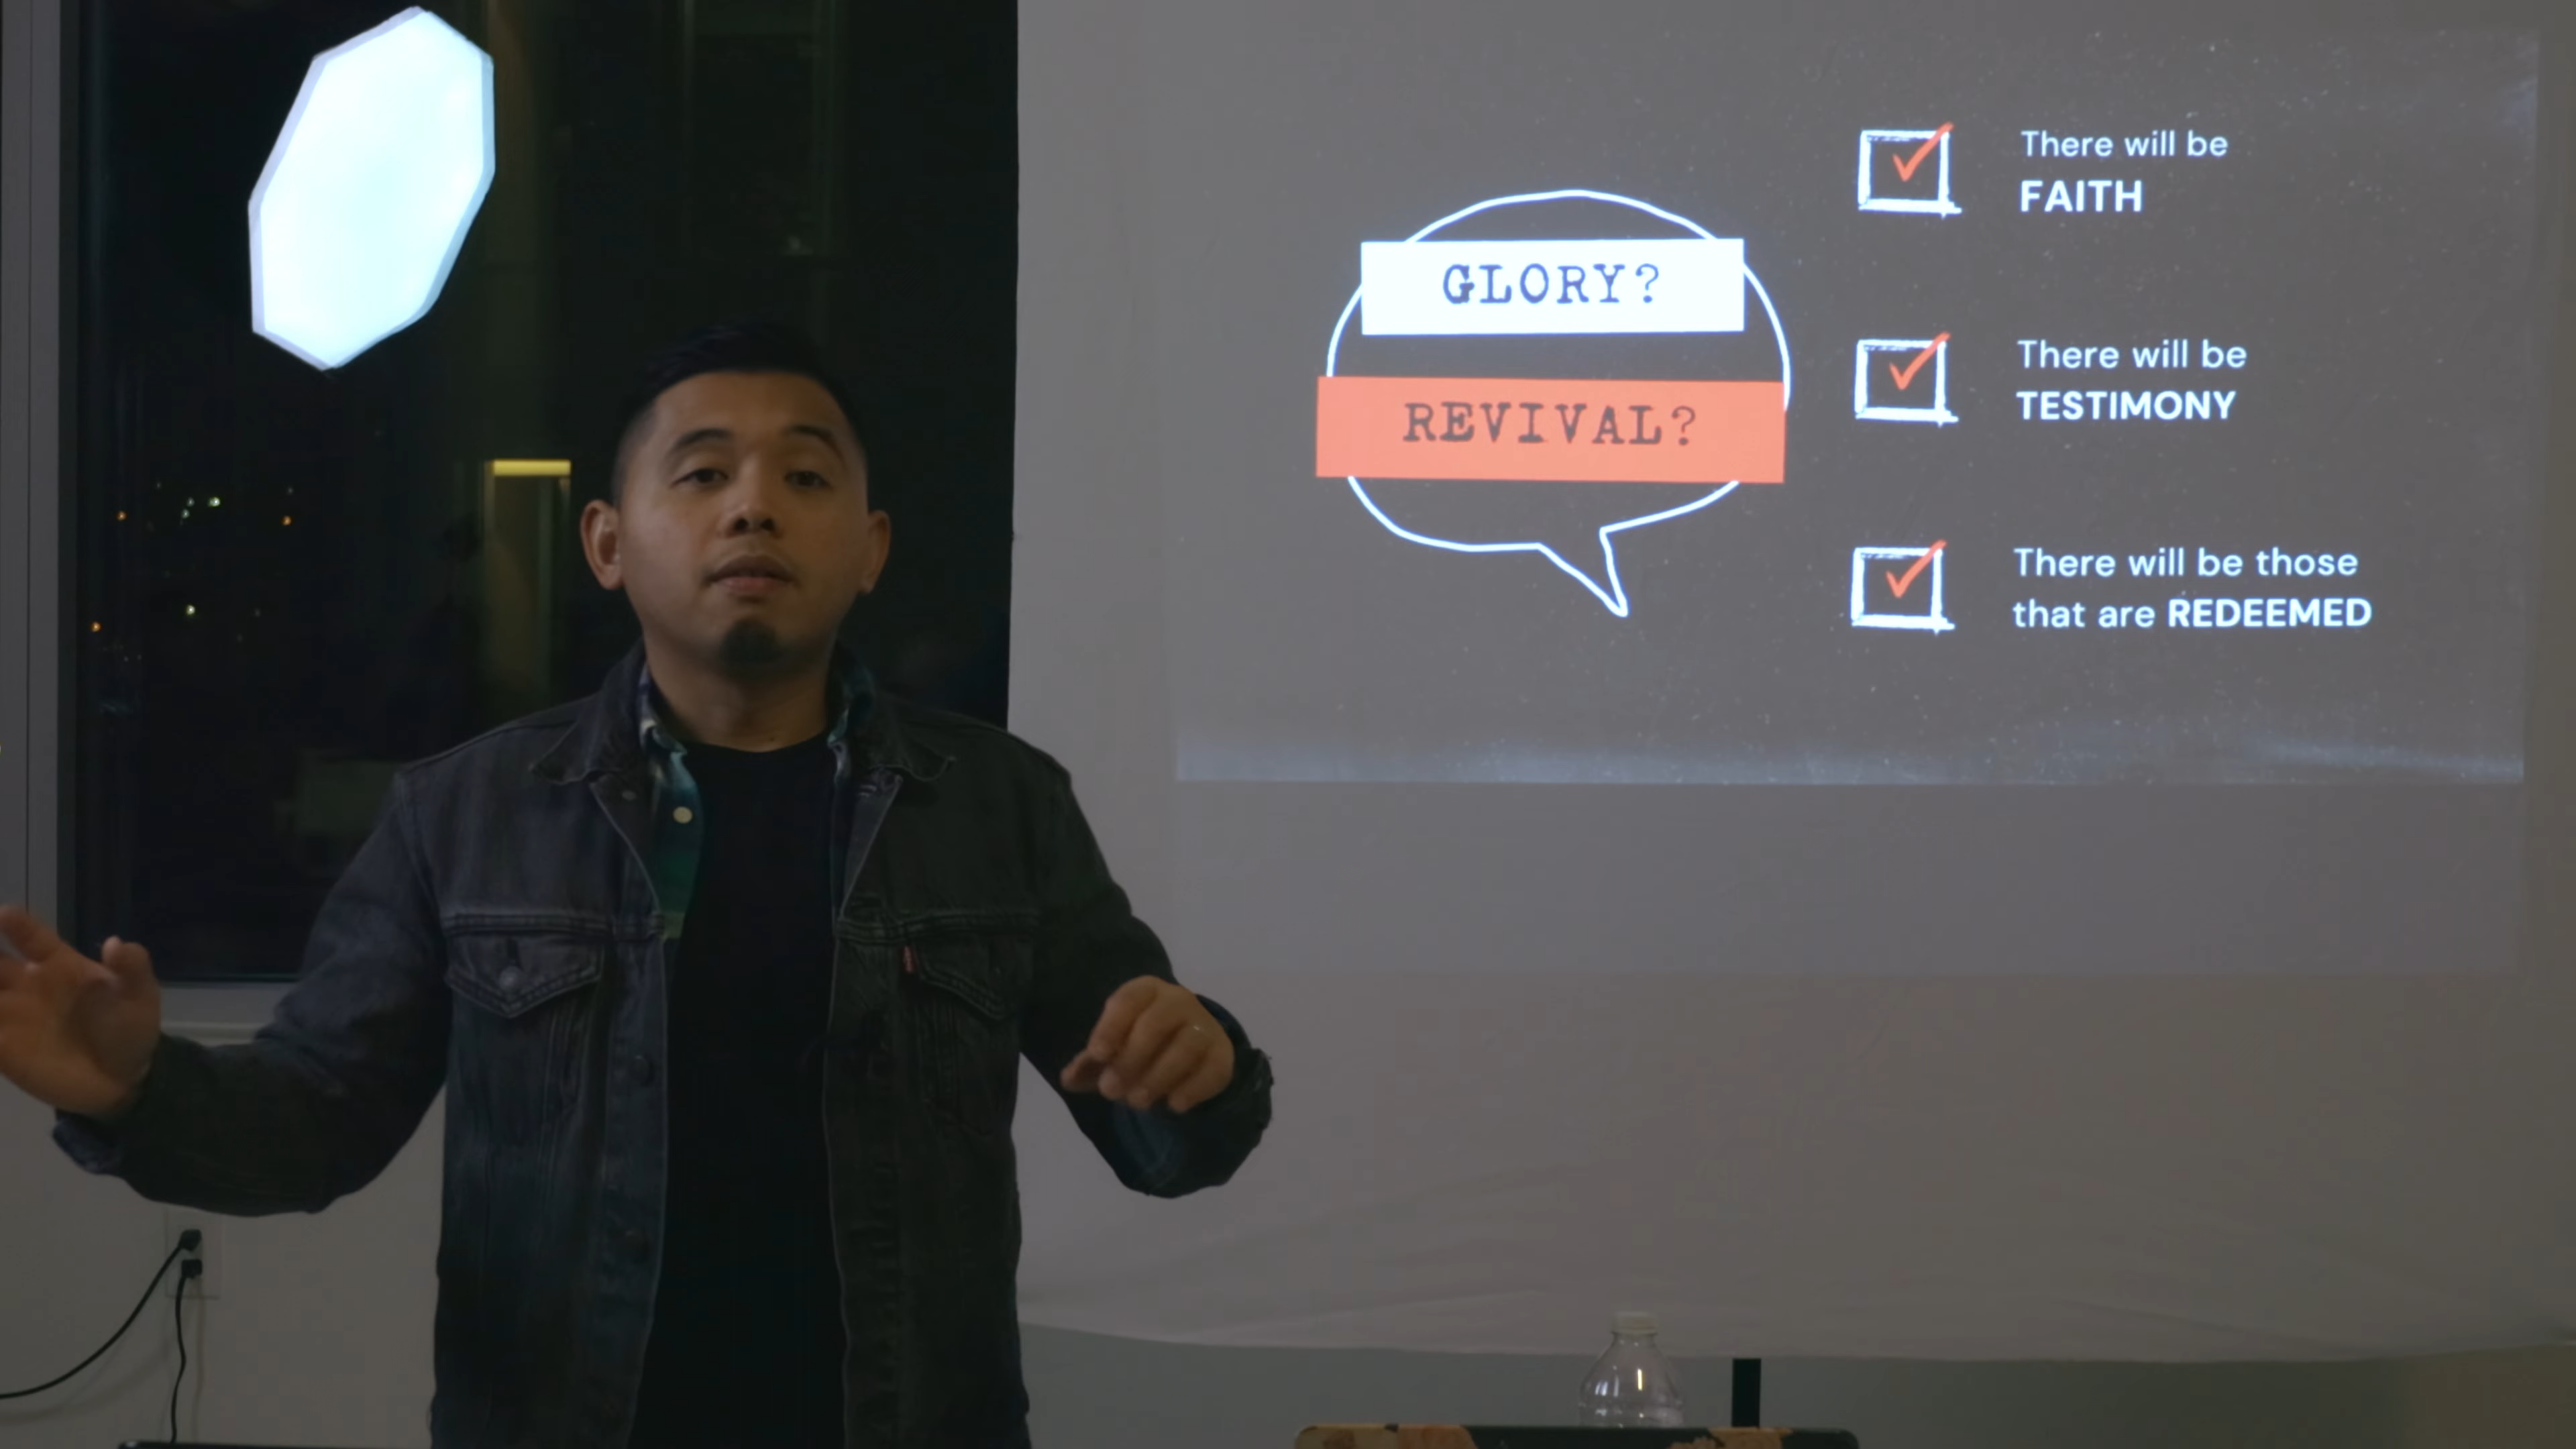 GLORY?
REVIVAL?
There will be
FAITH
There will be
TESTIMONY
There will be those
that are REDEEMED